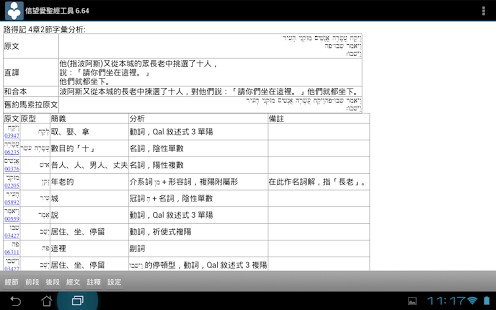 信望愛聖經工具 6.64
路得記 4章2節字彙分析:
原文
וַיִּקַּח עֲשָׂרָה אֲנָשִׁים מִזִּקְנֵי הָעִיר
וַיֹּאמֶר שְׁבוּ־פֹה
וַיֵּשֵׁבוּ׃
直譯 他(指波阿斯)又從本城的眾長老中挑選了十人，
說：「請你們坐在這裡。」
他們就都坐下。
和合本 波阿斯又從本城的長老中揀選了十人，對他們說：「請你們坐在這裡。」他們就都坐下。
舊約馬索拉原文 וַיִּקַּח עֲשָׂרָה אֲנָשִׁים מִזִּקְנֵי הָעִיר וַיֹּאמֶר שְׁבוּ־פֹה
וַיֵּשֵׁבוּ׃
原文 原型 簡義 分析 備註
וַיִּקַּח 03947 לָקַח 取、娶、拿 動詞，Qal 敘述式 3 單陽
עֲשָׂרָה 06235 數目的「十」 名詞，陰性單數
אֲנָשִׁים 00376 אִישׁ 各人、人、男人、丈夫 名詞，陽性複數
מִזִּקְנֵי 02205 זָקֵן 年老的 介系詞 מִן + 形容詞，複陽附屬形 在此作名詞解，指「長老」。
הָעִיר 05892 עִיר 城 冠詞 הַ + 名詞，陰性單數
וַיֹּאמֶר 00559 אָמַר 說 動詞，Qal 敘述式 3 單陽
שְׁבוּ 03427 יָשַׁב 居住、坐、停留 動詞，祈使式複陽
פֹה 06311 פֹּה 這裡 副詞
וַיֵּשֵׁבוּ 03427 יָשַׁב 居住、坐、停留 וַיֵּשְׁבוּ 的停頓型，動詞，Qal 敘述式 3 複陽
經節 前段 後段 經文 註釋 設定
11:17